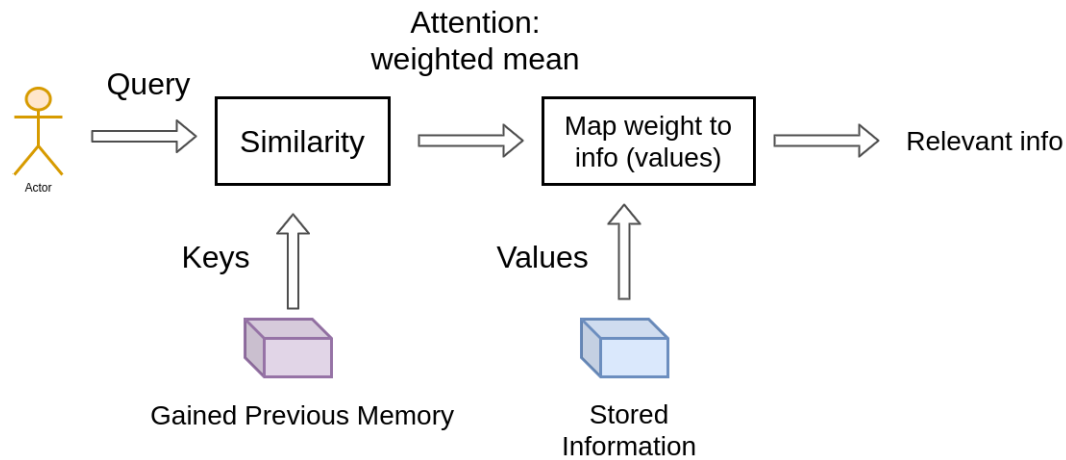 Attention:
weighted mean
Query
Similarity
Map weight to
info (values)
Relevant info
Actor
Keys
Values
Gained Previous Memory
Stored
Information